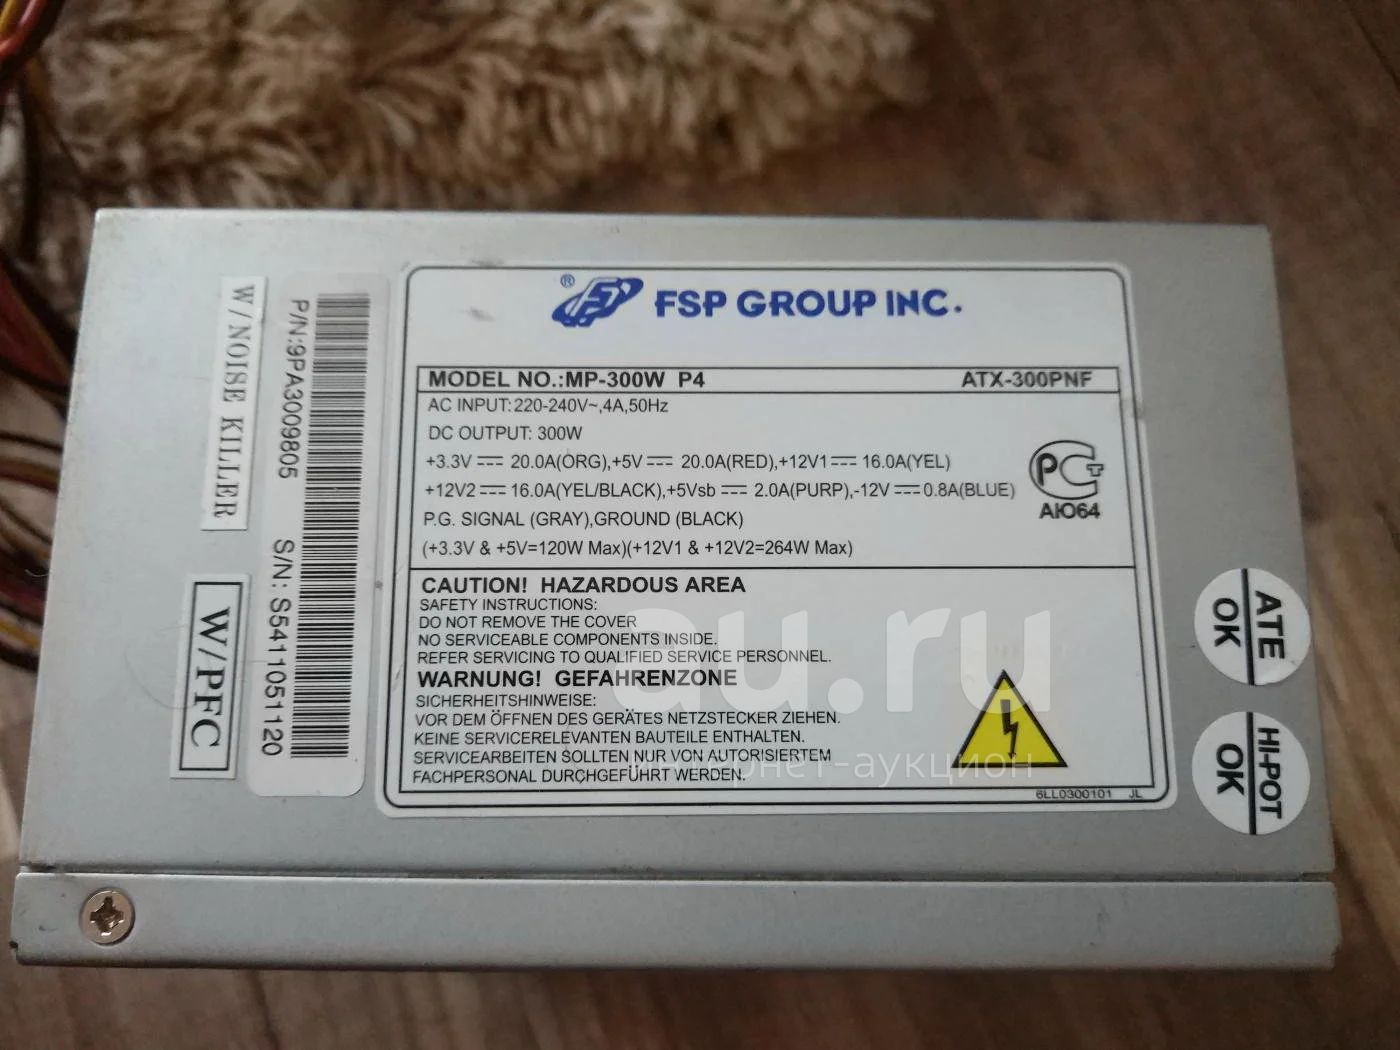 ® FSP GROUP INC.
MODEL NO.:MP-300W P4 ATX-300PNF
AC INPUT:220-240V~,4A,50Hz
DC OUTPUT: 300W
+3.3V ⎓ 20.0A(ORG),+5V ⎓ 20.0A(RED),+12V1⎓ 16.0A(YEL)
+12V2⎓16.0A(YEL/BLACK),+5Vsb ⎓ 2.0A(PURP),-12V ⎓0.8A(BLUE)
P.G. SIGNAL (GRAY),GROUND (BLACK)
(+3.3V & +5V=120W Max)(+12V1 & +12V2=264W Max)
РСТ
АЮ64
CAUTION! HAZARDOUS AREA
SAFETY INSTRUCTIONS:
DO NOT REMOVE THE COVER
NO SERVICEABLE COMPONENTS INSIDE.
REFER SERVICING TO QUALIFIED SERVICE PERSONNEL.
WARNUNG! GEFAHRENZONE
SICHERHEITSHINWEISE:
VOR DEM ÖFFNEN DES GERÄTES NETZSTECKER ZIEHEN.
KEINE SERVICERELEVANTEN BAUTEILE ENTHALTEN.
SERVICEARBEITEN SOLLTEN NUR VON AUTORISIERTEM
FACHPERSONAL DURCHGEFÜHRT WERDEN.
6LL0300101 JL
W/NOISE KILLER
W/PFC
P/N:9PA3009805 S/N: S5411051120
ATE
OK
HI-POT
OK
au.ru
интернет-аукцион